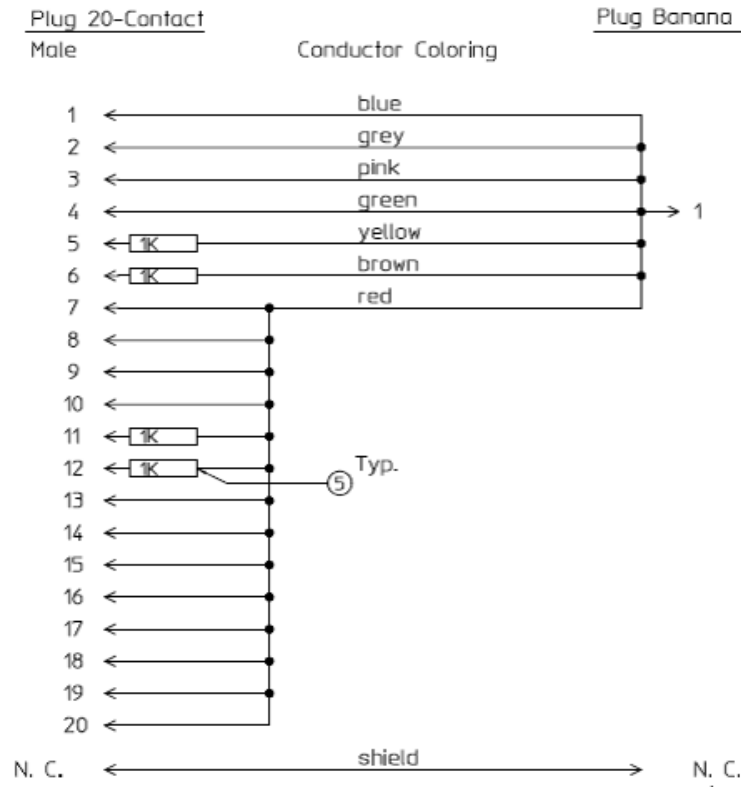 Plug 20-Contact Plug Banana
Male Conductor Coloring
1 blue
2 grey
3 pink
4 green 1
5 1K yellow
6 1K brown
7 red
8
9
10
11 1K
12 1K 5 Typ.
13
14
15
16
17
18
19
20
N. C. shield N. C.